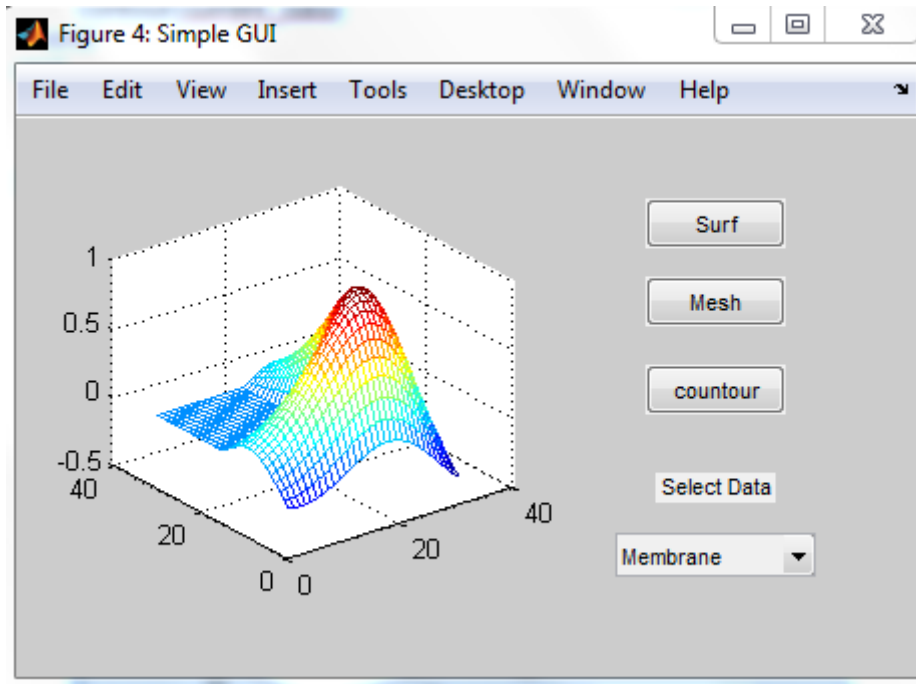 Figure 4: Simple GUI
File Edit View Insert Tools Desktop Window Help
1
0.5
0
-0.5
40
20
0
0
20
40
Surf
Mesh
countour
Select Data
Membrane